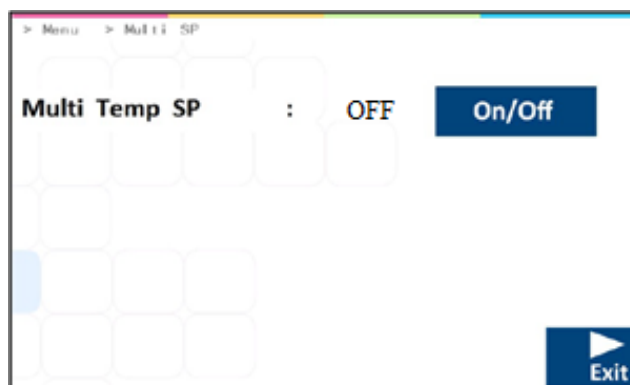 > Menu > Multi SP
Multi Temp SP : OFF On/Off
Exit